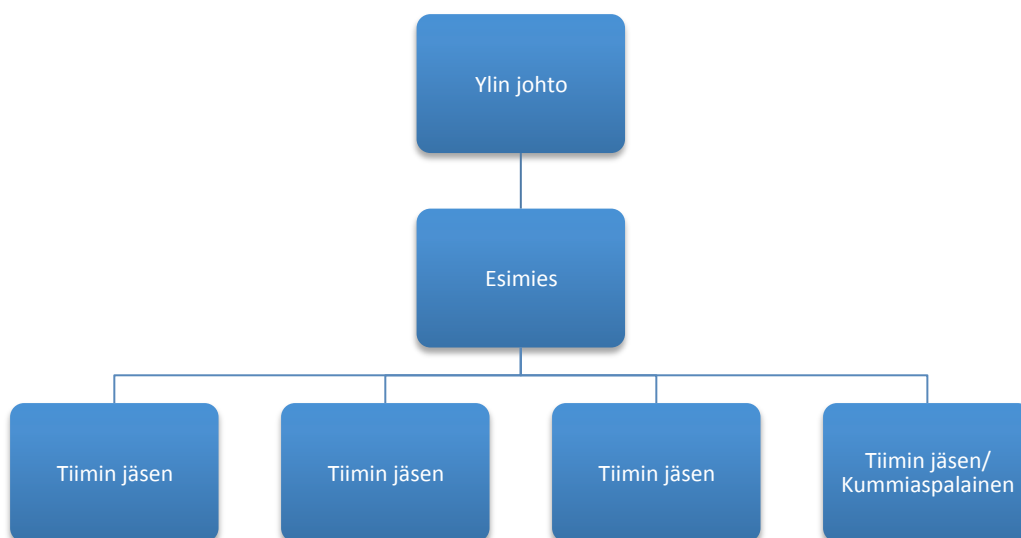 Ylin johto
Esimies
Tiimin jäsen
Tiimin jäsen
Tiimin jäsen
Tiimin jäsen/
Kummiaspalainen